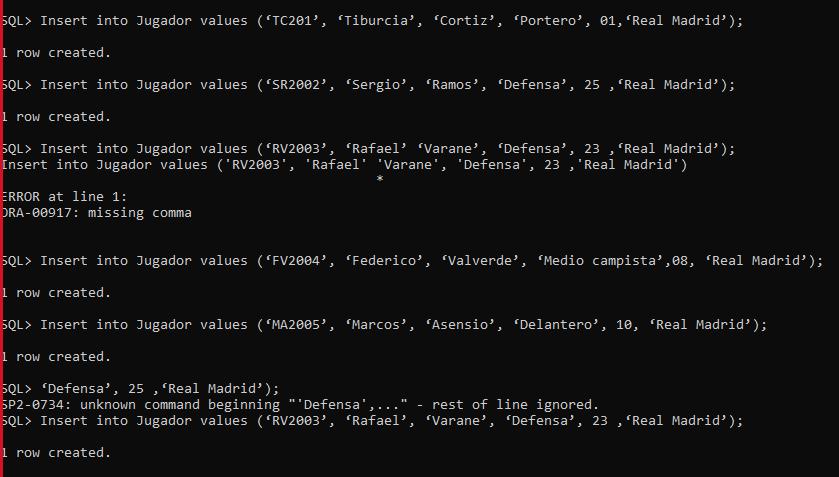 SQL> Insert into Jugador values (‘TC201’, ‘Tiburcia’, ‘Cortiz’, ‘Portero’, 01,‘Real Madrid’);
1 row created.
SQL> Insert into Jugador values (‘SR2002’, ‘Sergio’, ‘Ramos’, ‘Defensa’, 25 ,‘Real Madrid’);
1 row created.
SQL> Insert into Jugador values (‘RV2003’, ‘Rafael’ ‘Varane’, ‘Defensa’, 23 ,‘Real Madrid’);
Insert into Jugador values ('RV2003', 'Rafael' 'Varane', 'Defensa', 23 ,'Real Madrid')
*
ERROR at line 1:
ORA-00917: missing comma
SQL> Insert into Jugador values (‘FV2004’, ‘Federico’, ‘Valverde’, ‘Medio campista’,08, ‘Real Madrid’);
1 row created.
SQL> Insert into Jugador values (‘MA2005’, ‘Marcos’, ‘Asensio’, ‘Delantero’, 10, ‘Real Madrid’);
1 row created.
SQL> ‘Defensa’, 25 ,‘Real Madrid’);
SP2-0734: unknown command beginning "'Defensa',..." - rest of line ignored.
SQL> Insert into Jugador values (‘RV2003’, ‘Rafael’, ‘Varane’, ‘Defensa’, 23 ,‘Real Madrid’);
1 row created.